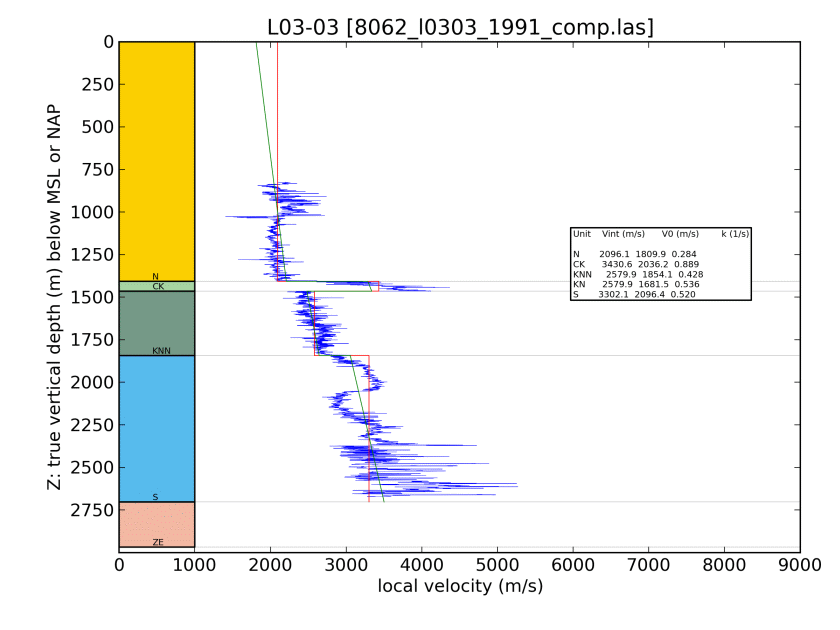 L03-03 [8062_l0303_1991_comp.las]
Z: true vertical depth (m) below MSL or NAP
0
250
500
750
1000
1250
1500
1750
2000
2250
2500
2750
N
CK
KNN
S
ZE
Unit Vint (m/s) V0 (m/s) k (1/s)
N 2096.1 1809.9 0.284
CK 3430.6 2036.2 0.889
KNN 2579.9 1854.1 0.428
KN 2579.9 1681.5 0.536
S 3302.1 2096.4 0.520
0 1000 2000 3000 4000 5000 6000 7000 8000 9000
local velocity (m/s)